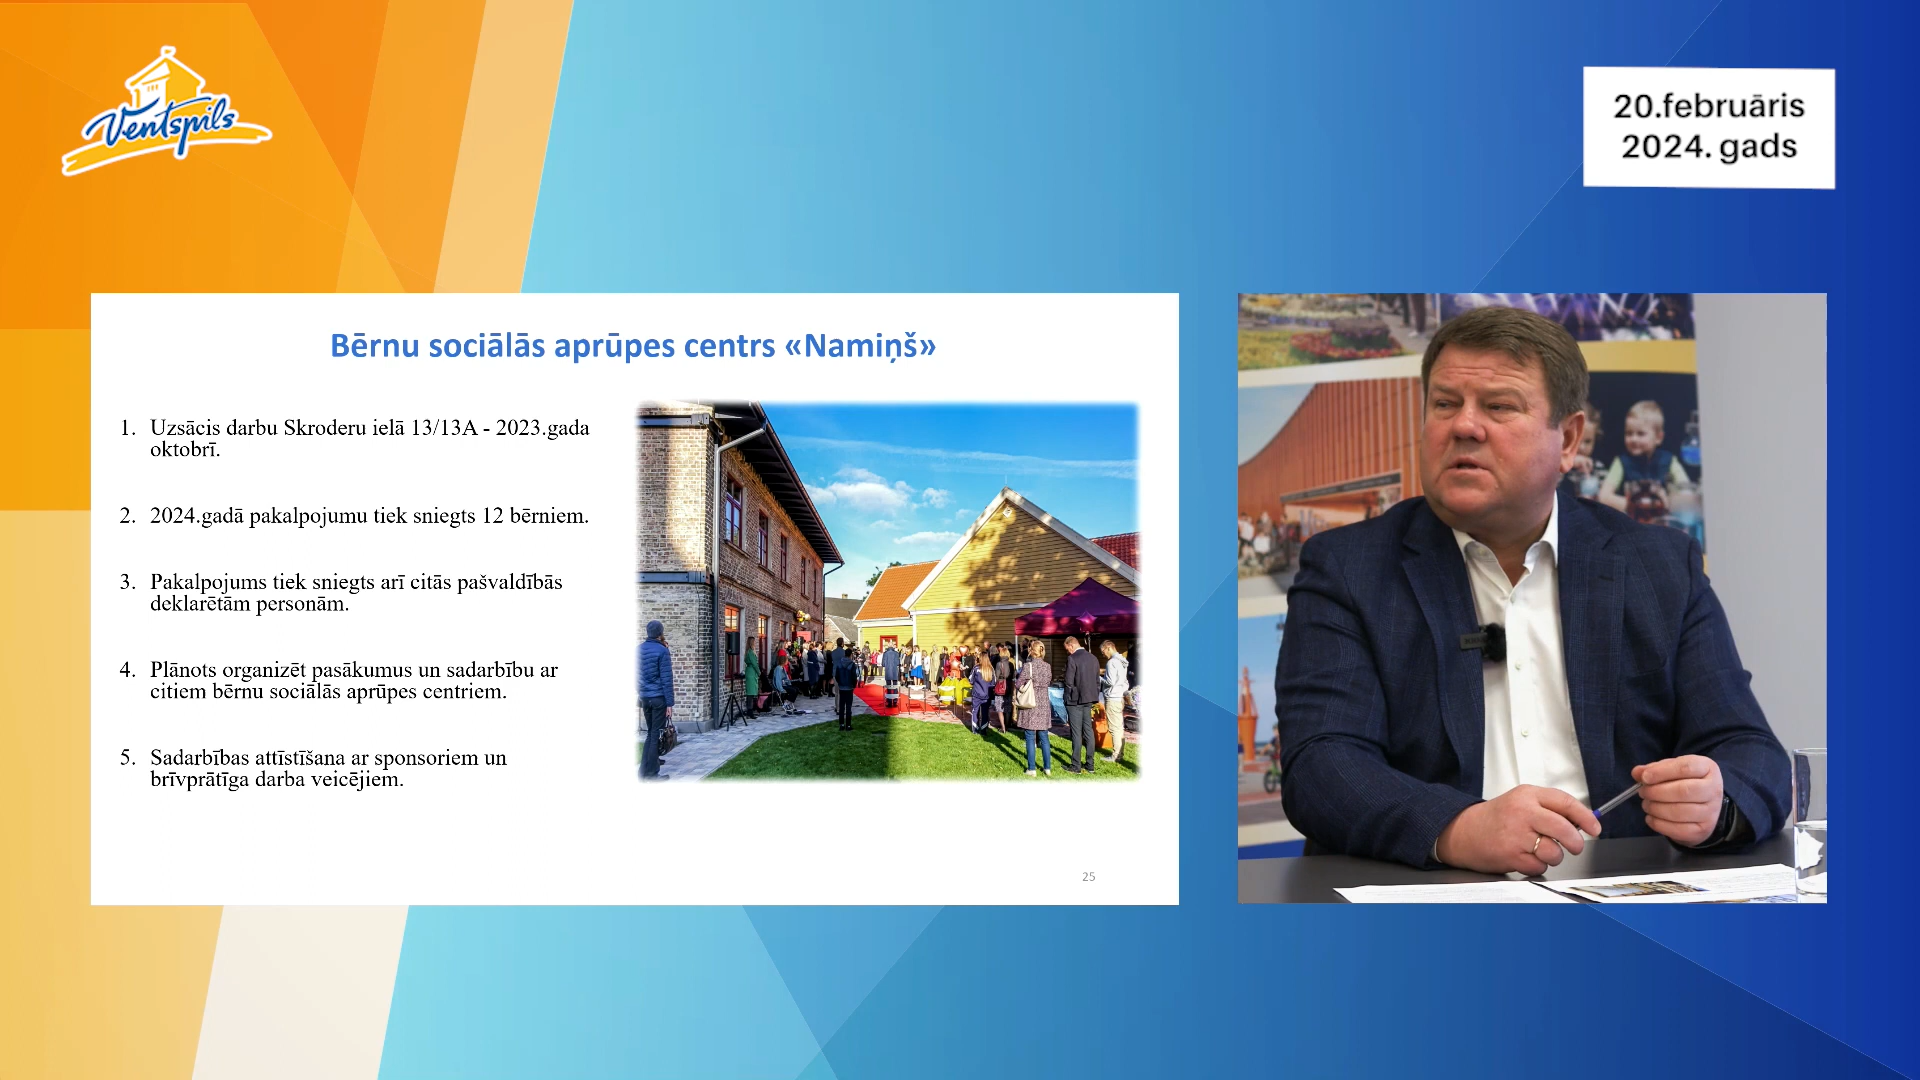 Ventspils
20.februāris
2024. gads
Bērnu sociālās aprūpes centrs «Namiņš»
1. Uzsācis darbu Skroderu ielā 13/13A - 2023.gada
oktobrī.
2. 2024.gadā pakalpojumu tiek sniegts 12 bērniem.
3. Pakalpojums tiek sniegts arī citās pašvaldībās
deklarētām personām.
4. Plānots organizēt pasākumus un sadarbību ar
citiem bērnu sociālās aprūpes centriem.
5. Sadarbības attīstīšana ar sponsoriem un
brīvprātīga darba veicējiem.
25